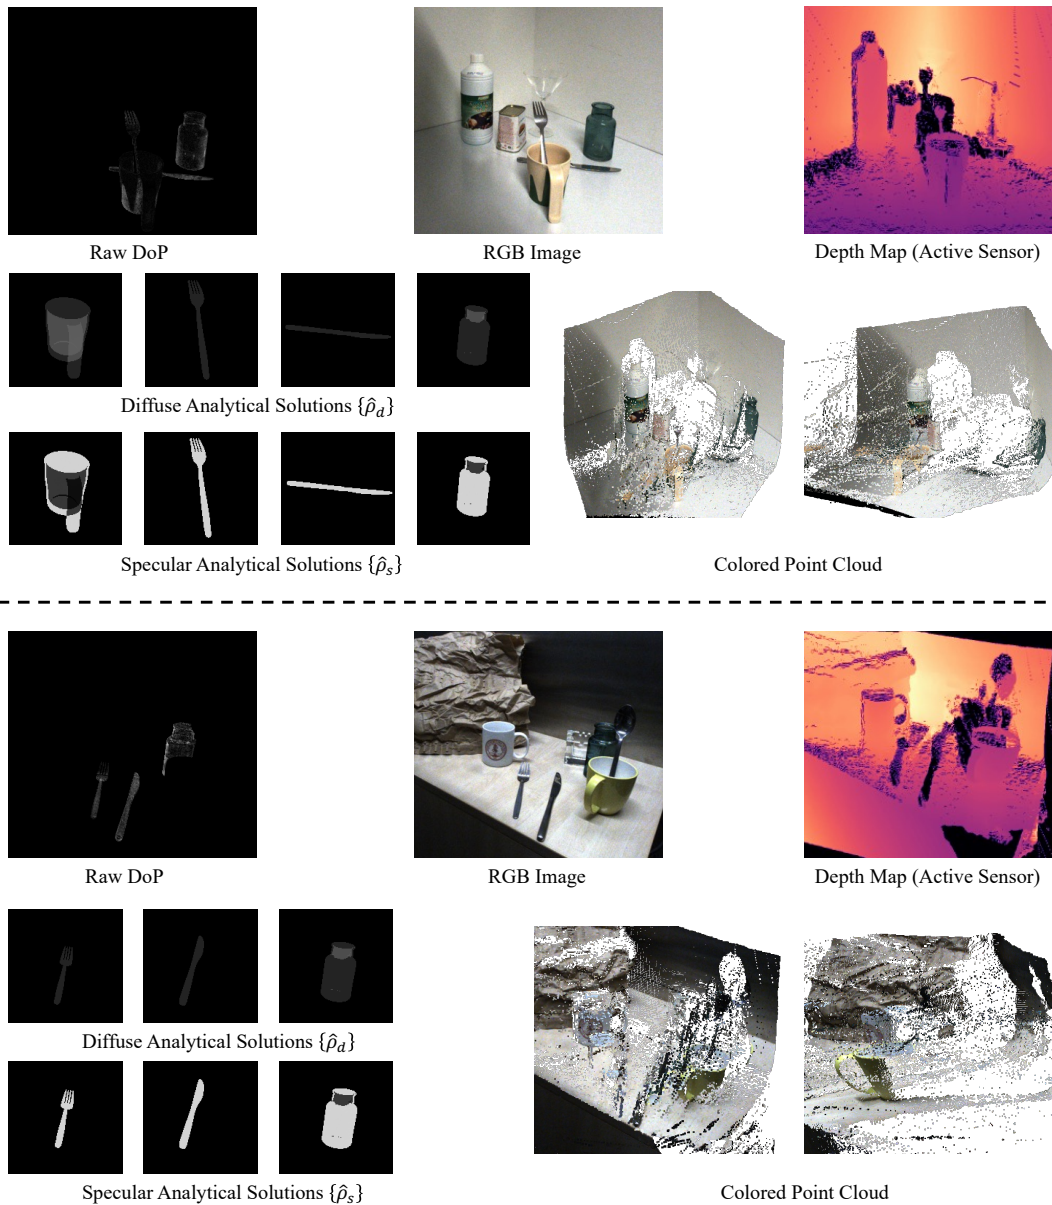 Raw DoP
RGB Image
Depth Map (Active Sensor)
Diffuse Analytical Solutions {ρ̂_d}
Specular Analytical Solutions {ρ̂_s}
Colored Point Cloud
Raw DoP
RGB Image
Depth Map (Active Sensor)
Diffuse Analytical Solutions {ρ̂_d}
Specular Analytical Solutions {ρ̂_s}
Colored Point Cloud